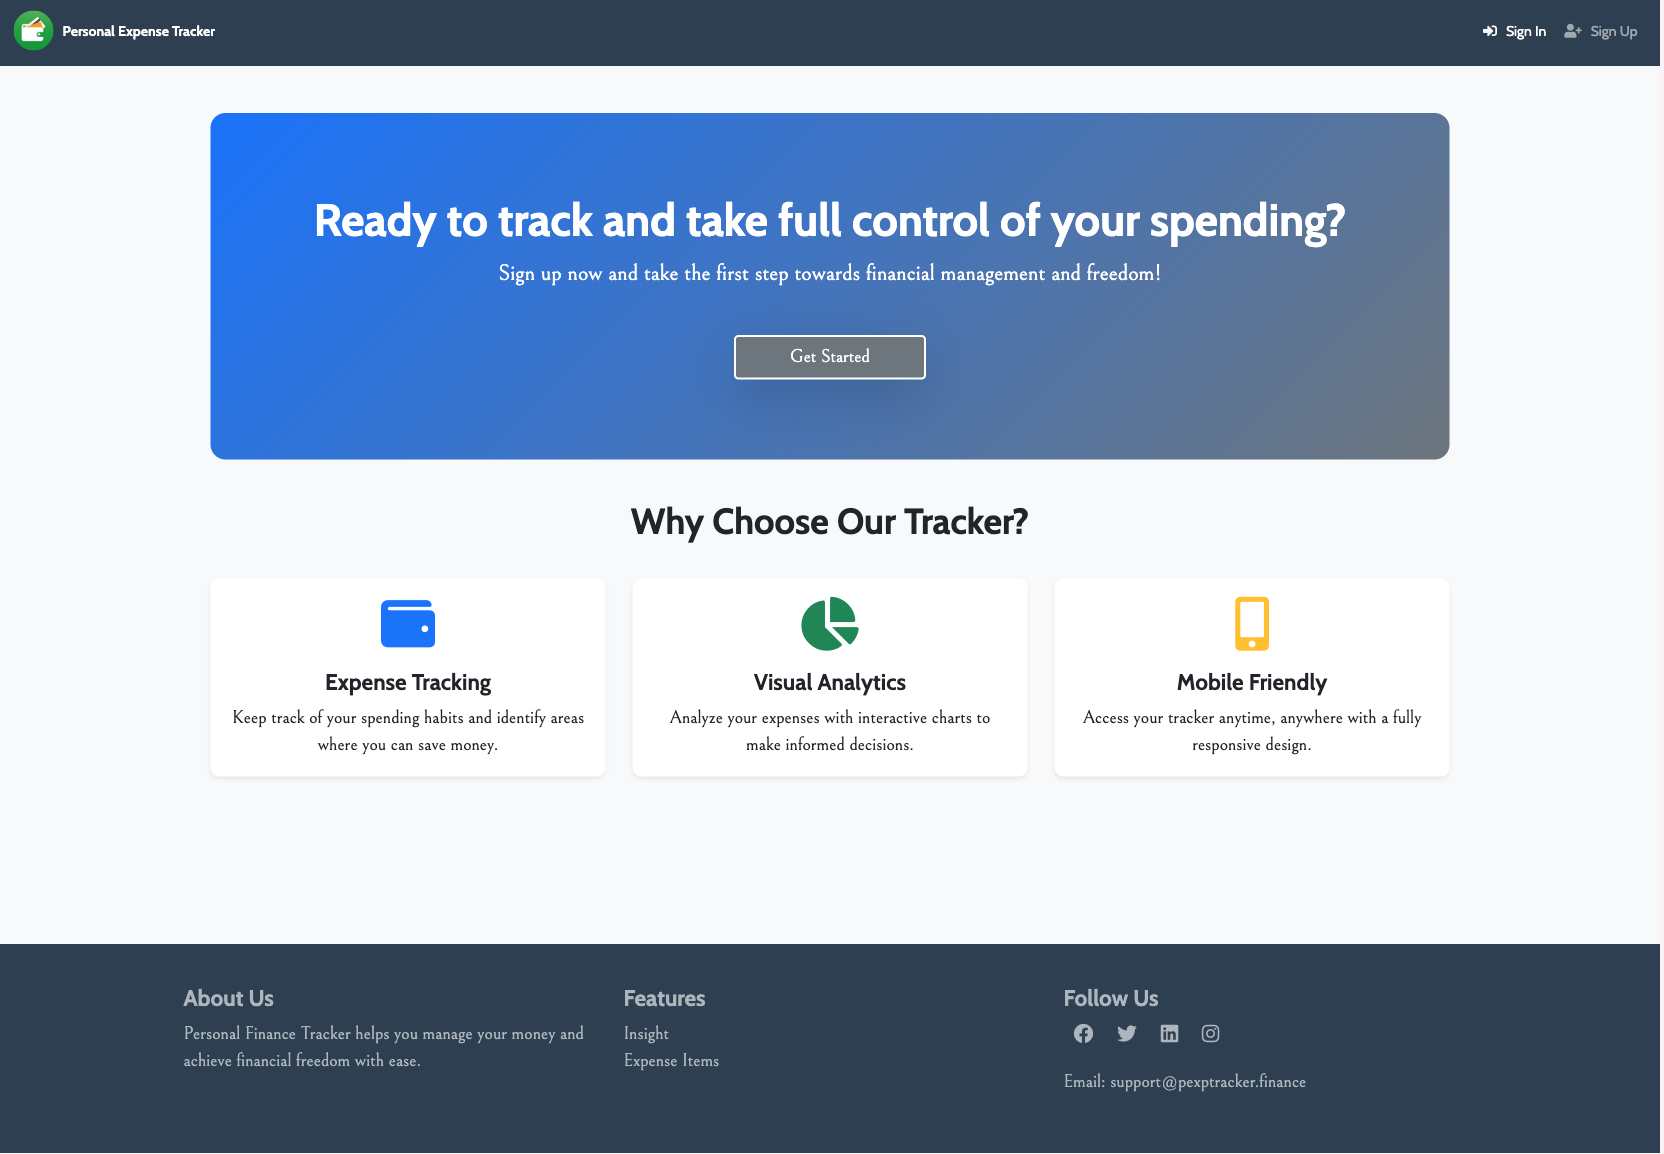 Personal Expense Tracker
Sign In
Sign Up
Ready to track and take full control of your spending?
Sign up now and take the first step towards financial management and freedom!
Get Started
Why Choose Our Tracker?
Expense Tracking
Keep track of your spending habits and identify areas
where you can save money.
Visual Analytics
Analyze your expenses with interactive charts to
make informed decisions.
Mobile Friendly
Access your tracker anytime, anywhere with a fully
responsive design.
About Us
Personal Finance Tracker helps you manage your money and
achieve financial freedom with ease.
Features
Insight
Expense Items
Follow Us
Email: support@pexptracker.finance